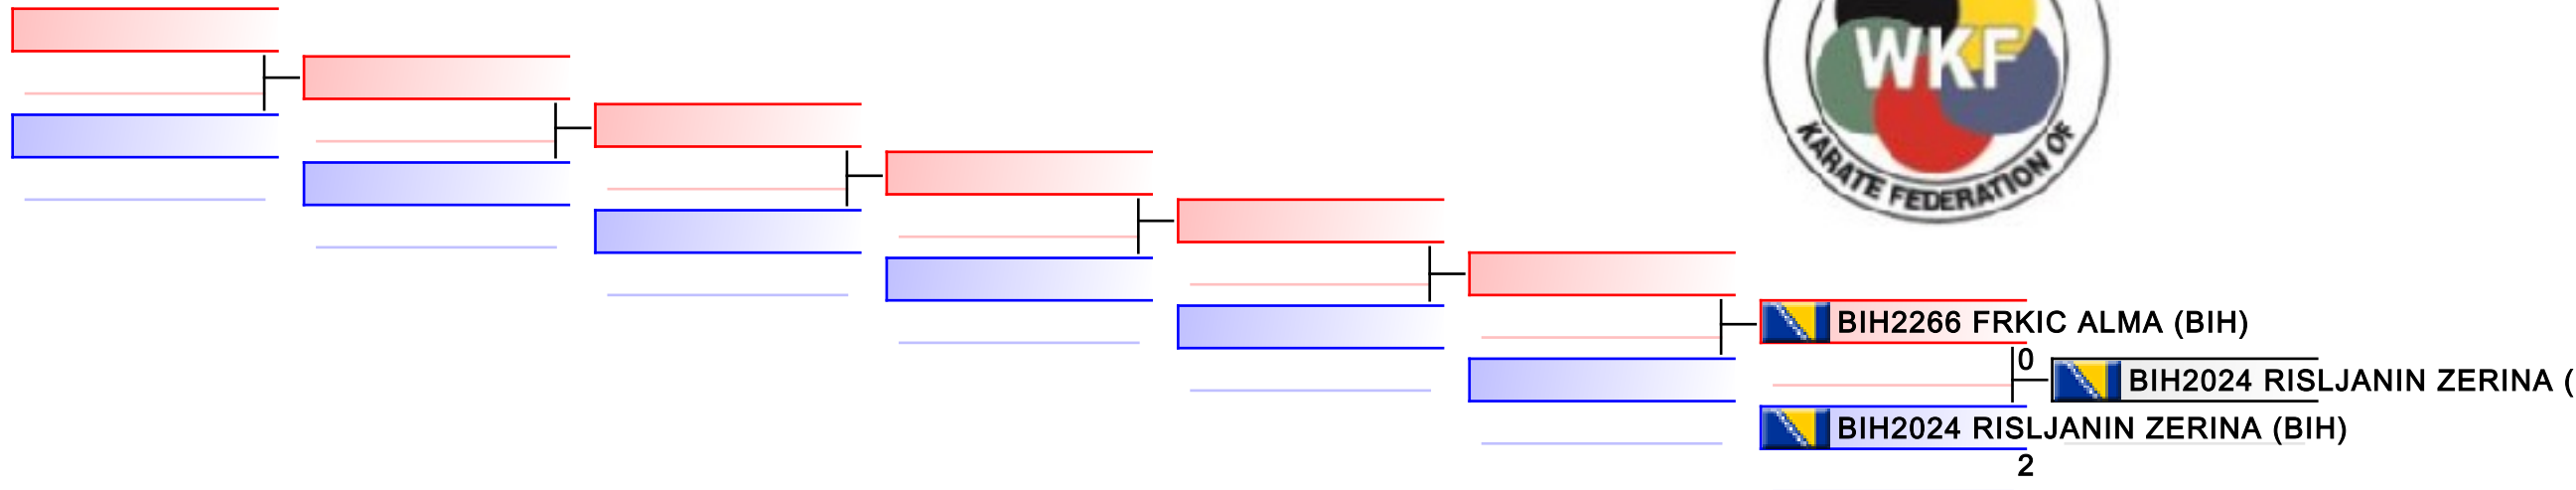 WKF
KARATE FEDERATION OF
BIH2266 FRKIC ALMA (BIH)
0
BIH2024 RISLJANIN ZERINA (
BIH2024 RISLJANIN ZERINA (BIH)
2